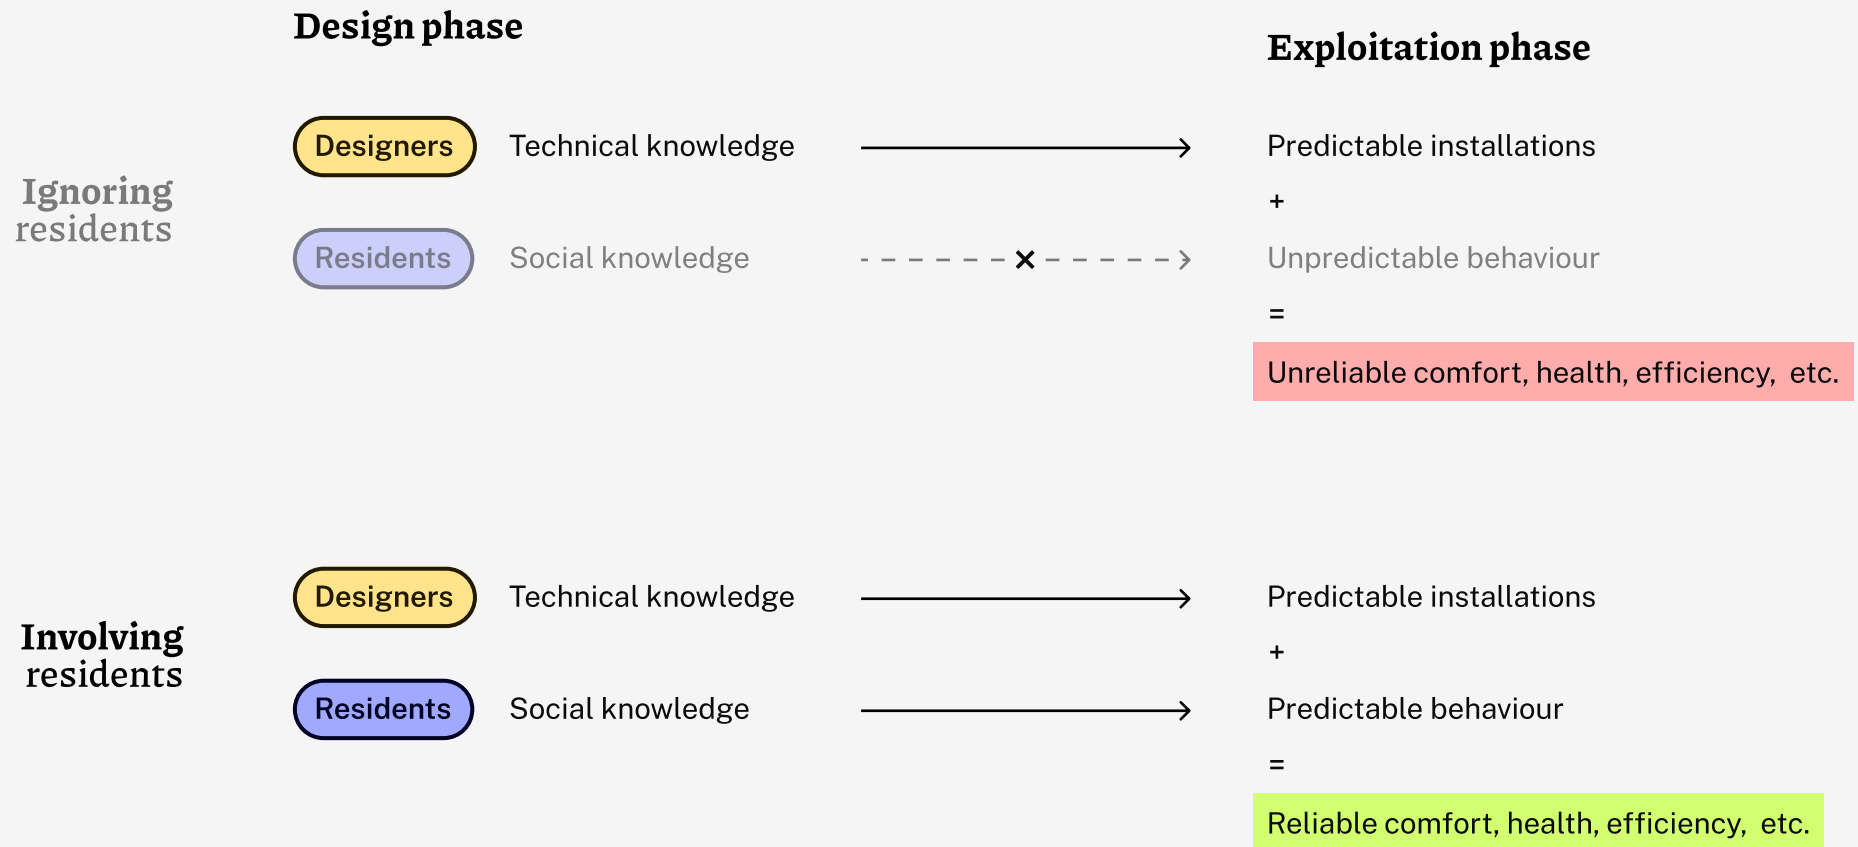 Design phase
Exploitation phase
Ignoring
residents
Designers Technical knowledge Predictable installations
+
Residents Social knowledge × Unpredictable behaviour
=
Unreliable comfort, health, efficiency, etc.
Involving
residents
Designers Technical knowledge Predictable installations
+
Residents Social knowledge Predictable behaviour
=
Reliable comfort, health, efficiency, etc.